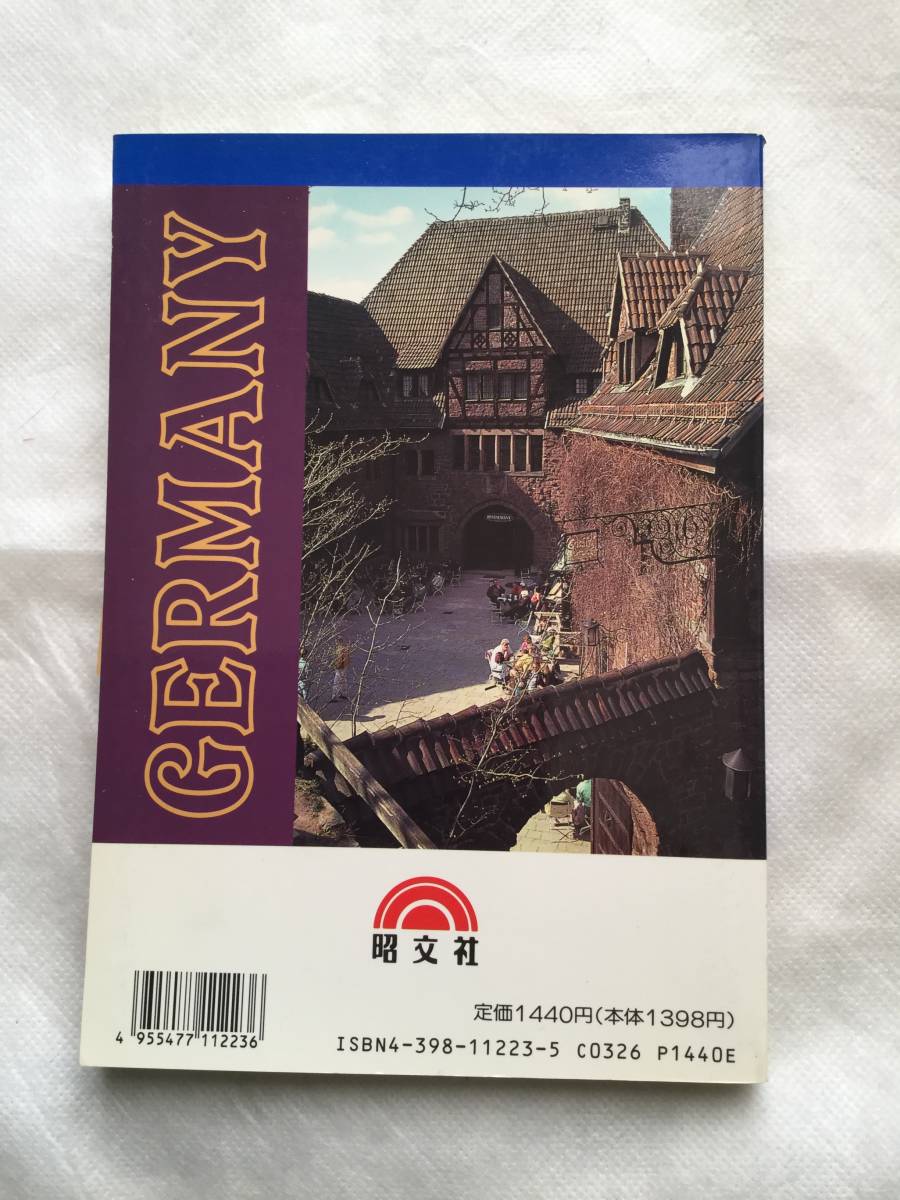 GERMANY
RESTAURANT
昭文社
定価1440円(本体1398円)
4 955477 112236
ISBN4-398-11223-5 C0326 P1440E